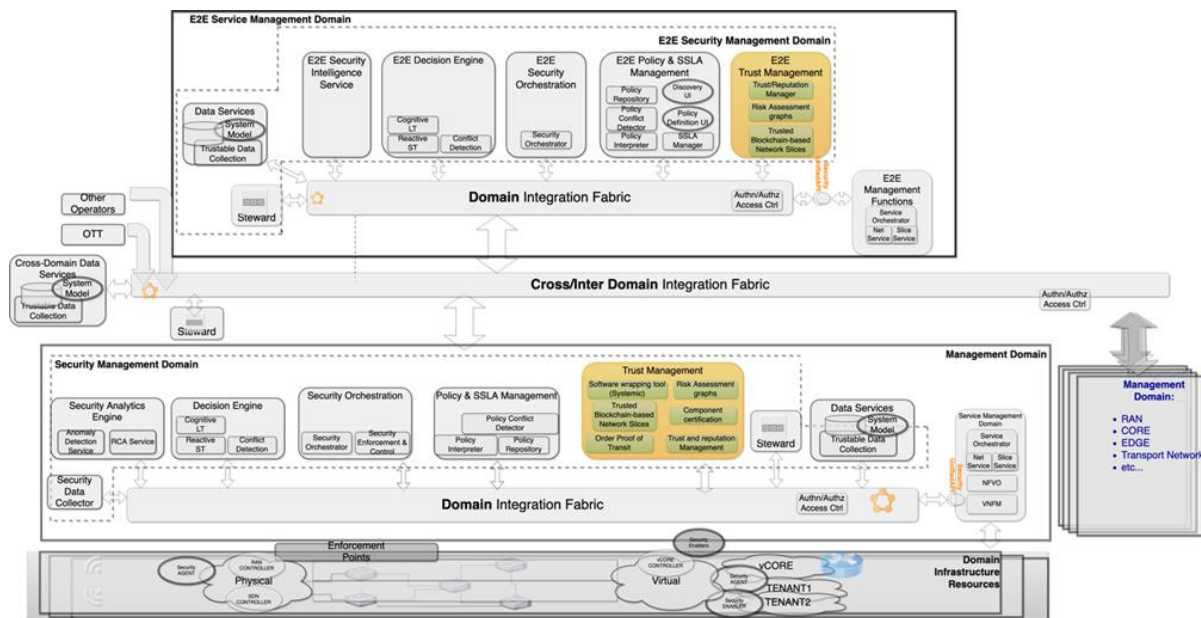 E2E Service Management Domain
E2E Security Management Domain
E2E Security
Intelligence
Service
E2E Decision Engine
Cognitive
LT
Reactive
ST
Conflict
Detection
E2E
Security
Orchestration
Security
Orchestrator
E2E Policy & SSLA
Management
Policy
Repository
Discovery
UI
Policy
Conflict
Detector
Policy
Definition UI
Policy
Interpreter
SSLA
Manager
E2E
Trust Management
Trust/Reputation
Manager
Risk Assessment
graphs
Trusted
Blockchain-based
Network Slices
Data Services
System
Model
Trustable Data
Collection
Steward
Domain Integration Fabric
Authn/Authz
Access Ctrl
Security
E2E
Management
Functions
Service
Orchestrator
Net
Service
Slice
Service
Other
Operators
OTT
Cross-Domain Data
Services
System
Model
Trustable Data
Collection
Steward
Cross/Inter Domain Integration Fabric
Authn/Authz
Access Ctrl
Security Management Domain
Management Domain
Security Analytics
Engine
Anomaly
Detection
Service
RCA Service
Decision Engine
Cognitive
LT
Reactive
ST
Conflict
Detection
Security Orchestration
Security
Orchestrator
Security
Enforcement &
Control
Policy & SSLA Management
Policy Conflict
Detector
Policy
Interpreter
Policy
Repository
Trust Management
Software wrapping tool
(Systemic)
Risk Assessment
graphs
Trusted
Blockchain-based
Network Slices
Component
certification
Order Proof of
Transit
Trust and reputation
Management
Steward
Data Services
System
Model
Trustable Data
Collection
Service Management
Domain
Service
Orchestrator
Net
Service
Slice
Service
NFVO
VNFM
Security
Data
Collector
Domain Integration Fabric
Authn/Authz
Access Ctrl
Security
Management
Domain:
• RAN
• CORE
• EDGE
• Transport Network
• etc...
Enforcement
Points
Security
AGENT
RAN
CONTROLLER
Physical
SDN
CONTROLLER
Security
Enablers
vCORE
CONTROLLER
Virtual
vCORE
Security
AGENT
TENANT1
Security
ENABLER
TENANT2
Domain
Infrastructure
Resources